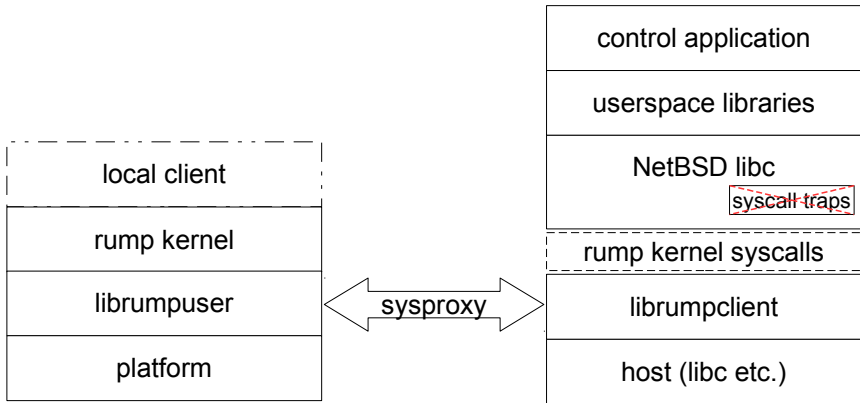 local client
rump kernel
librumpuser
platform
sysproxy
control application
userspace libraries
NetBSD libc
syscall traps
rump kernel syscalls
librumpclient
host (libc etc.)